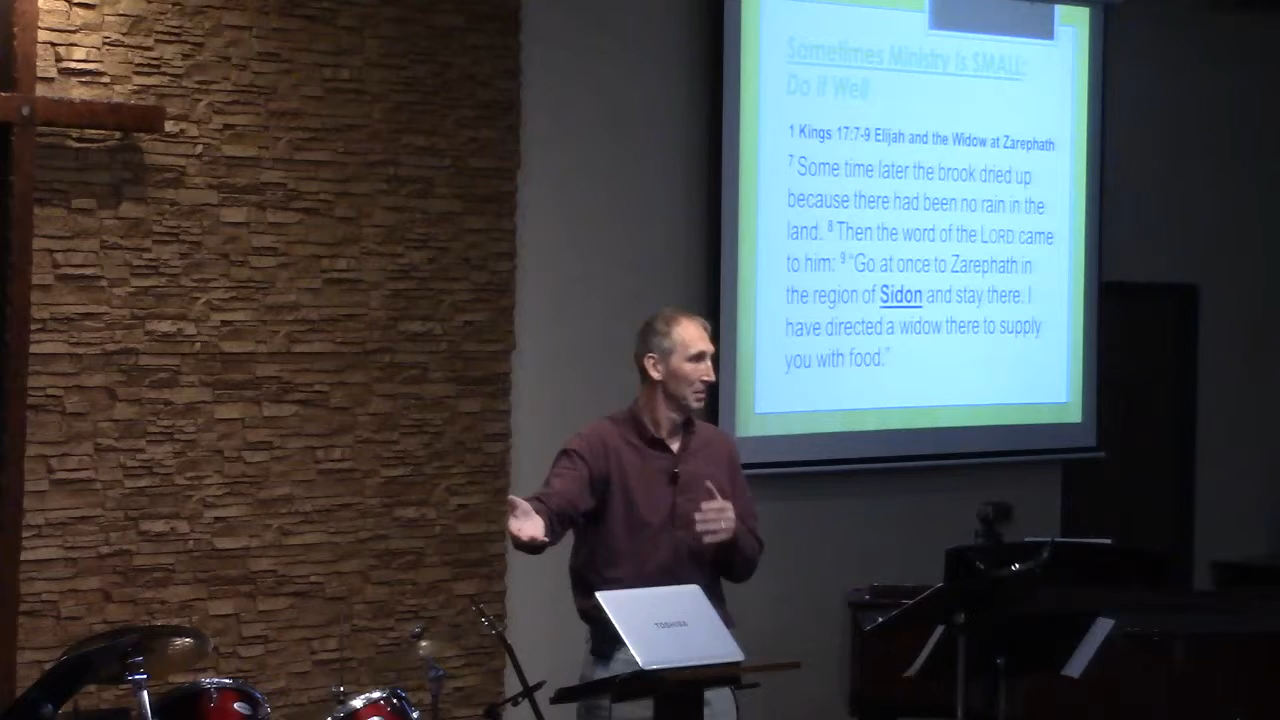 Sometimes Ministry Is SMALL:
Do It Well
1 Kings 17:7-9 Elijah and the Widow at Zarephath
7 Some time later the brook dried up
because there had been no rain in the
land. 8 Then the word of the LORD came
to him: 9 “Go at once to Zarephath in
the region of Sidon and stay there. I
have directed a widow there to supply
you with food.”
TOSHIBA